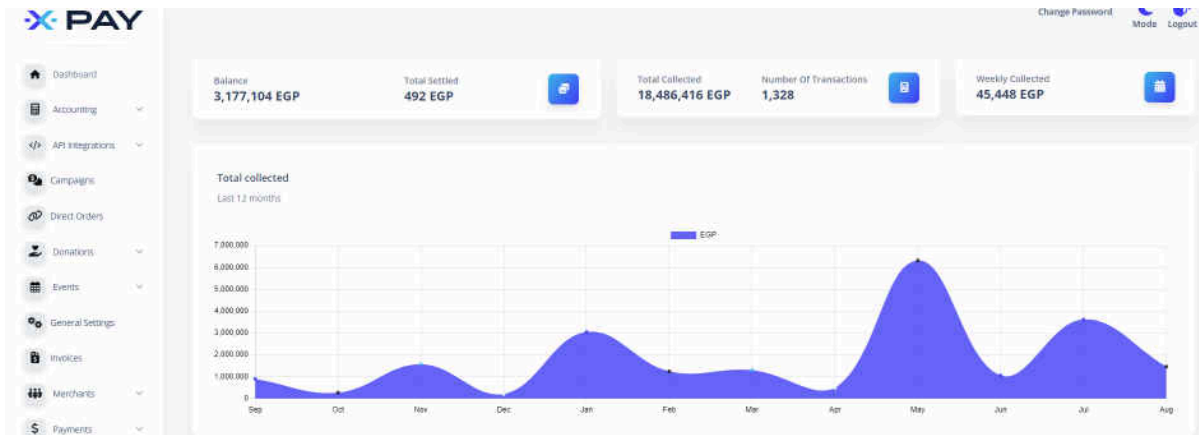 X PAY
Change Password
Mode
Logout
Dashboard
Accounting
API Integrations
Campaigns
Direct Orders
Donations
Events
General Settings
Invoices
Merchants
Payments
Balance
3,177,104 EGP
Total Settled
492 EGP
Total Collected
18,486,416 EGP
Number Of Transactions
1,328
Weekly Collected
45,448 EGP
Total collected
Last 12 months
EGP
7,000,000
6,000,000
5,000,000
4,000,000
3,000,000
2,000,000
1,000,000
0
Sep Oct Nov Dec Jan Feb Mar Apr May Jun Jul Aug